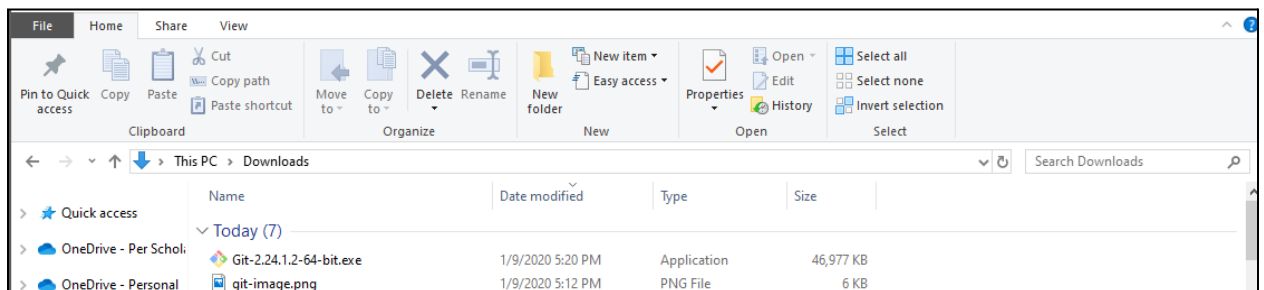 File Home Share View
Pin to Quick access
Copy
Paste
Cut
Copy path
Paste shortcut
Clipboard
Move to
Copy to
Delete
Rename
Organize
New folder
New item
Easy access
New
Properties
Open
Edit
History
Open
Select all
Select none
Invert selection
Select
This PC > Downloads
Search Downloads
Name Date modified Type Size
Quick access
OneDrive - Per Schol
OneDrive - Personal
Today (7)
Git-2.24.1.2-64-bit.exe 1/9/2020 5:20 PM Application 46,977 KB
git-image.png 1/9/2020 5:12 PM PNG File 6 KB